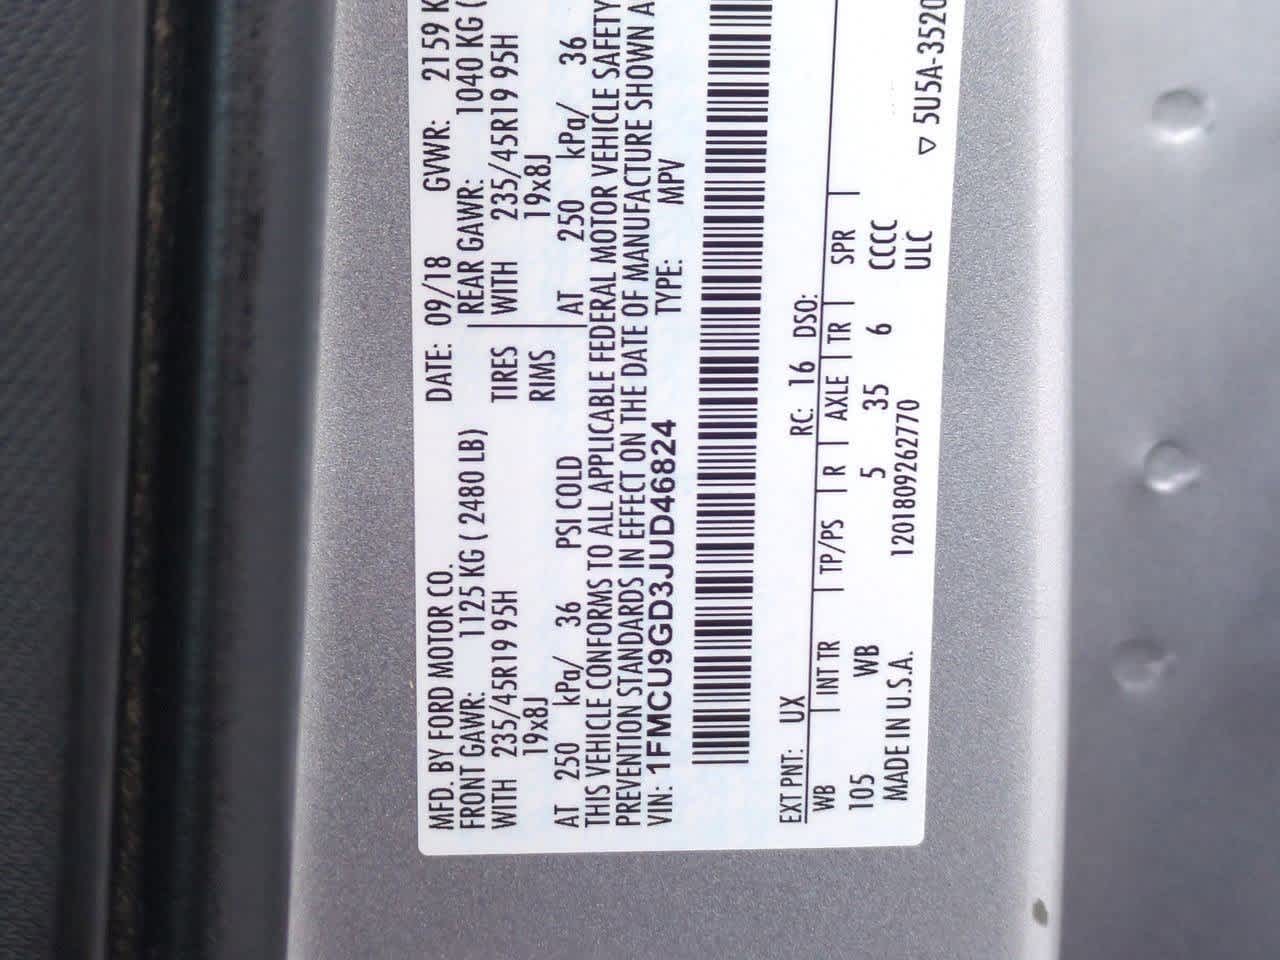 MFD. BY FORD MOTOR CO. DATE: 09/18 GVWR: 2159 K
FRONT GAWR: 1125 KG ( 2480 LB) REAR GAWR: 1040 KG (
WITH 235/45R19 95H TIRES WITH 235/45R19 95H
19x8J RIMS 19x8J
AT 250 kPa/ 36 PSI COLD AT 250 kPa/ 36
THIS VEHICLE CONFORMS TO ALL APPLICABLE FEDERAL MOTOR VEHICLE SAFETY
PREVENTION STANDARDS IN EFFECT ON THE DATE OF MANUFACTURE SHOWN A
VIN: 1FMCU9GD3JUD46824 TYPE: MPV
EXT PNT: UX RC: 16 DSO:
WB INT TR TP/PS R AXLE TR SPR
105 WB 5 35 6 CCCC
MADE IN U.S.A. 1201809262770 ULC ▽ 5U5A-3520